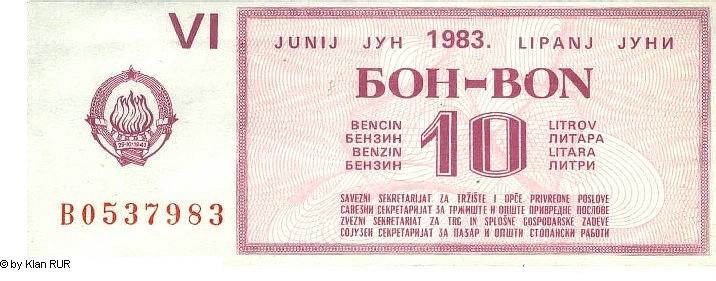 VI
JUNIJ ЈУН 1983. LIPANJ ЈУНИ
БОН-BON
BENCIN 10 LITROV
БЕНЗИН ЛИТАРА
BENZIN LITARA
БЕНЗИН ЛИТРИ
29·XI·1943
B0537983
SAVEZNI SEKRETARIJAT ZA TRŽIŠTE I OPĆE PRIVREDNE POSLOVE
САВЕЗНИ СЕКРЕТАРИЈАТ ЗА ТРЖИШТЕ И ОПШТЕ ПРИВРЕДНЕ ПОСЛОВЕ
ZVEZNI SEKRETARIAT ZA TRG IN SPLOŠNE GOSPODARSKE ZADEVE
СОЈУЗЕН СЕКРЕТАРИЈАТ ЗА ПАЗАР И ОПШТИ СТОПАНСКИ РАБОТИ
© by Klan RUR